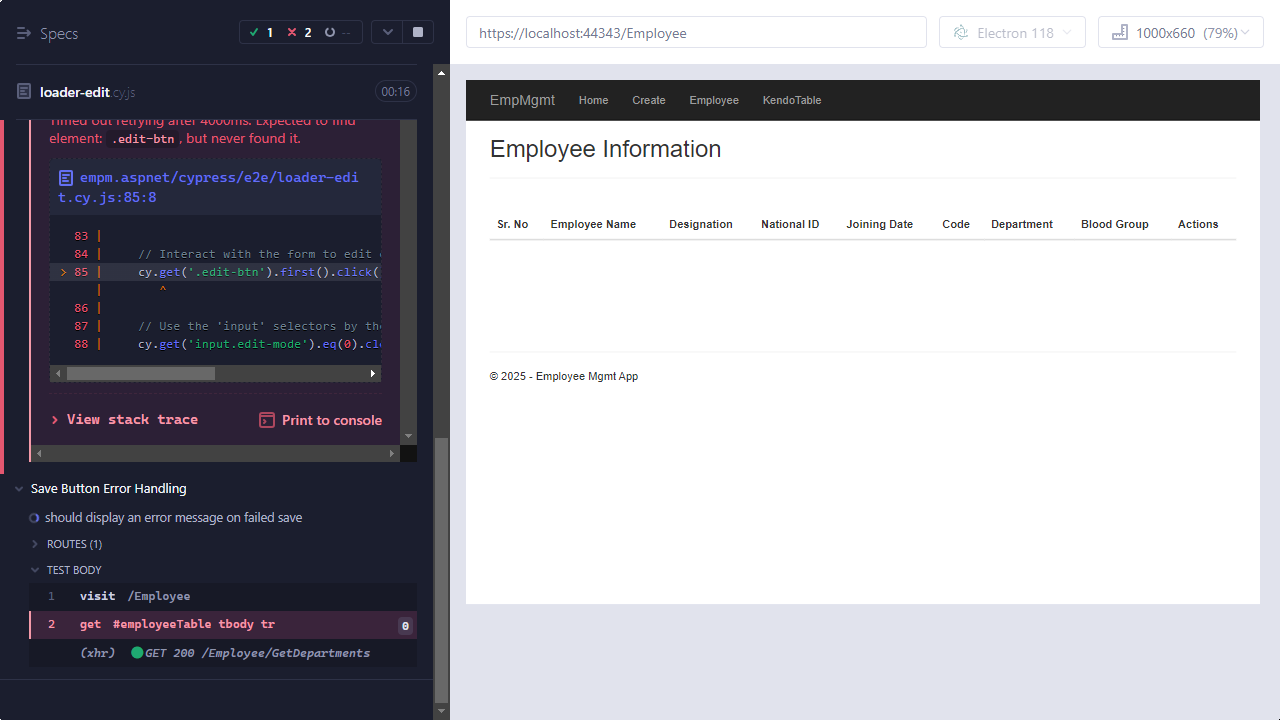 Specs
1
2
--
loader-edit.cy.js
00:16
Timed out retrying after 4000ms: Expected to find
element: .edit-btn, but never found it.
empm.aspnet/cypress/e2e/loader-edi
t.cy.js:85:8
83 |
84 | // Interact with the form to edit
> 85 | cy.get('.edit-btn').first().click(
| ^
86 |
87 | // Use the 'input' selectors by the
88 | cy.get('input.edit-mode').eq(0).cl
View stack trace
Print to console
Save Button Error Handling
should display an error message on failed save
ROUTES (1)
TEST BODY
1 visit /Employee
2 get #employeeTable tbody tr 0
(xhr) GET 200 /Employee/GetDepartments
https://localhost:44343/Employee
Electron 118
1000x660 (79%)
EmpMgmt Home Create Employee KendoTable
Employee Information
Sr. No Employee Name Designation National ID Joining Date Code Department Blood Group Actions
© 2025 - Employee Mgmt App